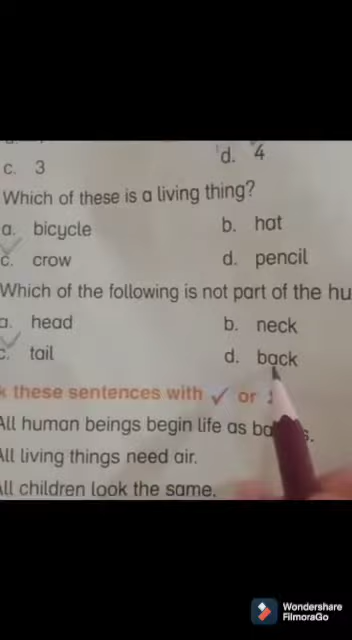 d. 4
c. 3
Which of these is a living thing?
a. bicycle b. hat
c. crow d. pencil
Which of the following is not part of the hu
a. head b. neck
c. tail d. back
these sentences with ✓ or
All human beings begin life as
All living things need air.
All children look the same.
Wondershare
FilmoraGo